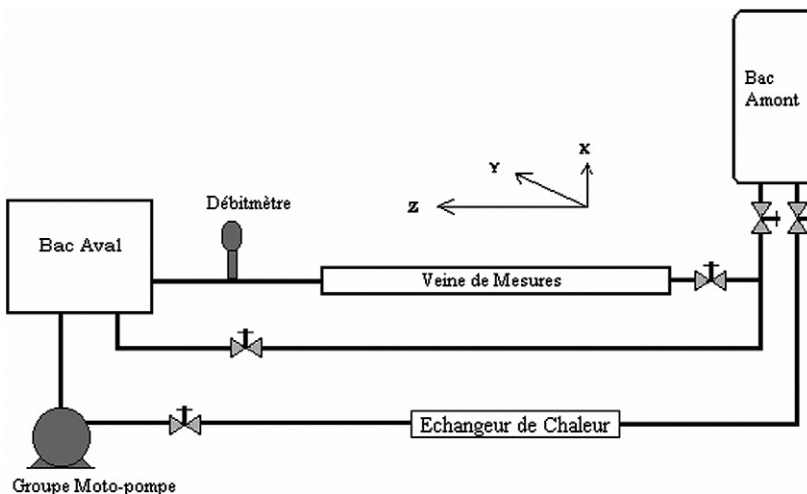 Bac
Amont
X
Y
Z
Débitmètre
Bac Aval
Veine de Mesures
Echangeur de Chaleur
Groupe Moto-pompe